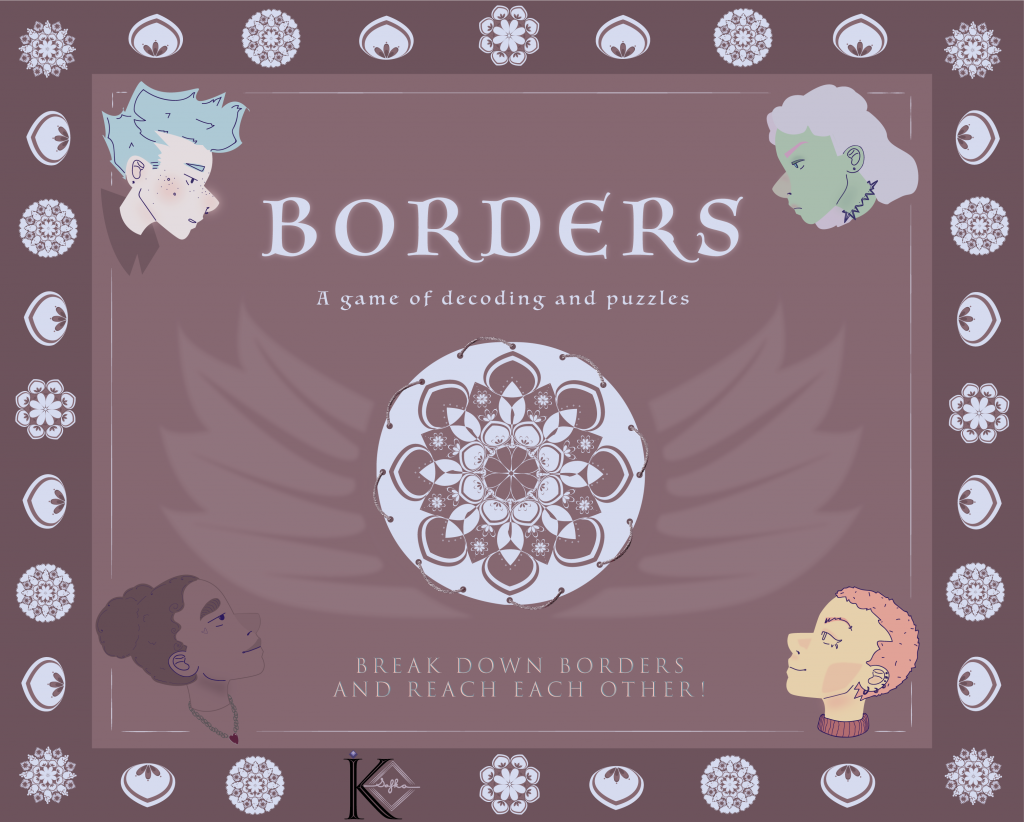 BORDERS
A game of decoding and puzzles
BREAK DOWN BORDERS
AND REACH EACH OTHER!
K